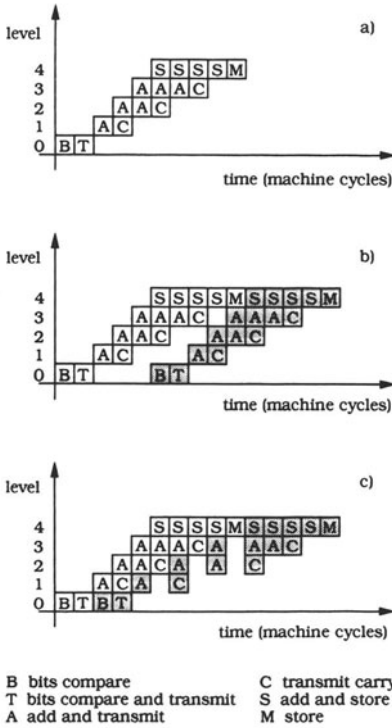 a)
level
4 S S S S M
3 A A A C
2 A A C
1 A C
0 B T
time (machine cycles)
b)
level
4 S S S S M S S S S M
3 A A A C A A A C
2 A A C A A C
1 A C A C
0 B T B T
time (machine cycles)
c)
level
4 S S S S M S S S S M
3 A A A C A A A C
2 A A C A A C
1 A C A C
0 B T B T
time (machine cycles)
B bits compare
T bits compare and transmit
A add and transmit
C transmit carry
S add and store
M store